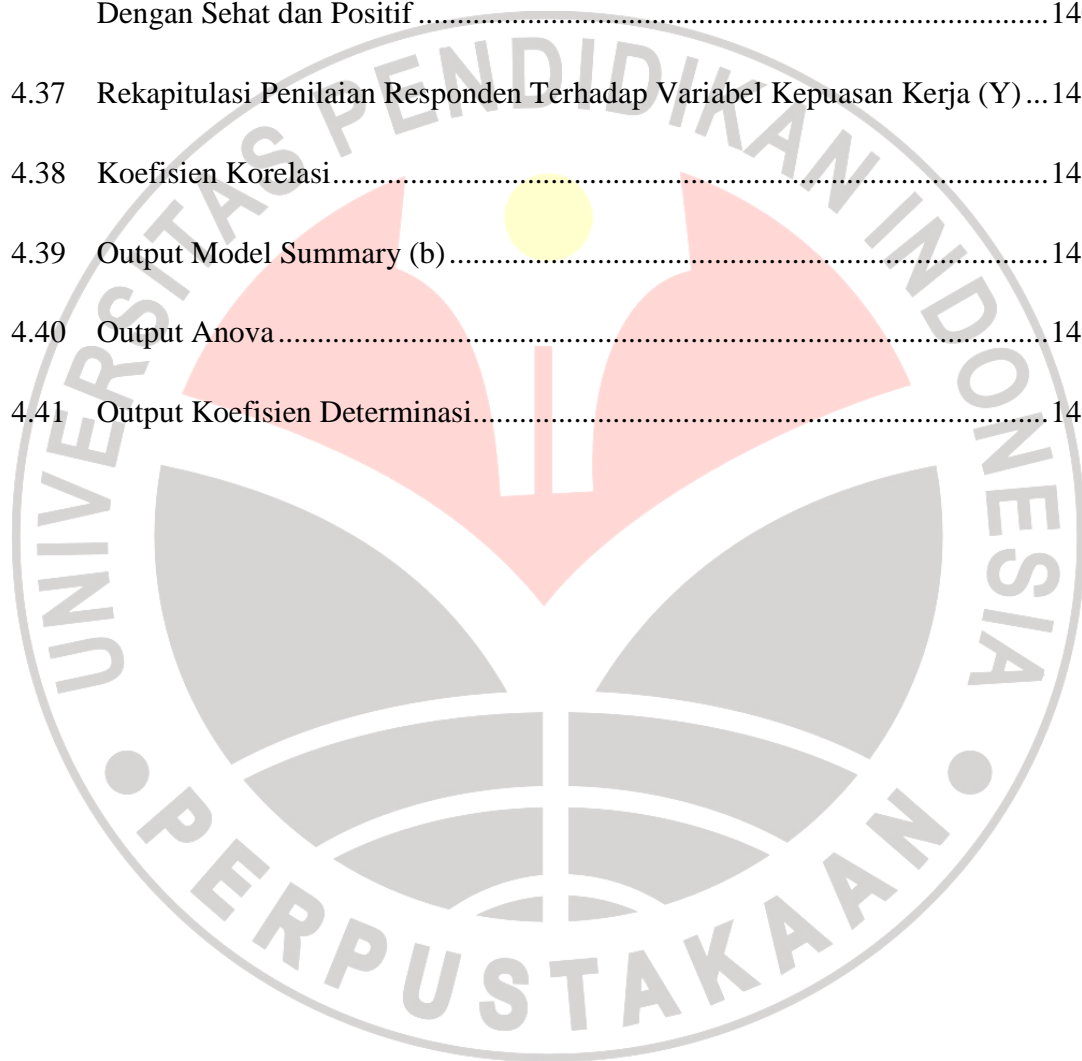 Dengan Sehat dan Positif ............................................................................ 14
4.37 Rekapitulasi Penilaian Responden Terhadap Variabel Kepuasan Kerja (Y) ... 14
4.38 Koefisien Korelasi ........................................................................................ 14
4.39 Output Model Summary (b) ........................................................................ 14
4.40 Output Anova .............................................................................................. 14
4.41 Output Koefisien Determinasi ..................................................................... 14
UNIVERSITAS PENDIDIKAN INDONESIA
PERPUSTAKAAN